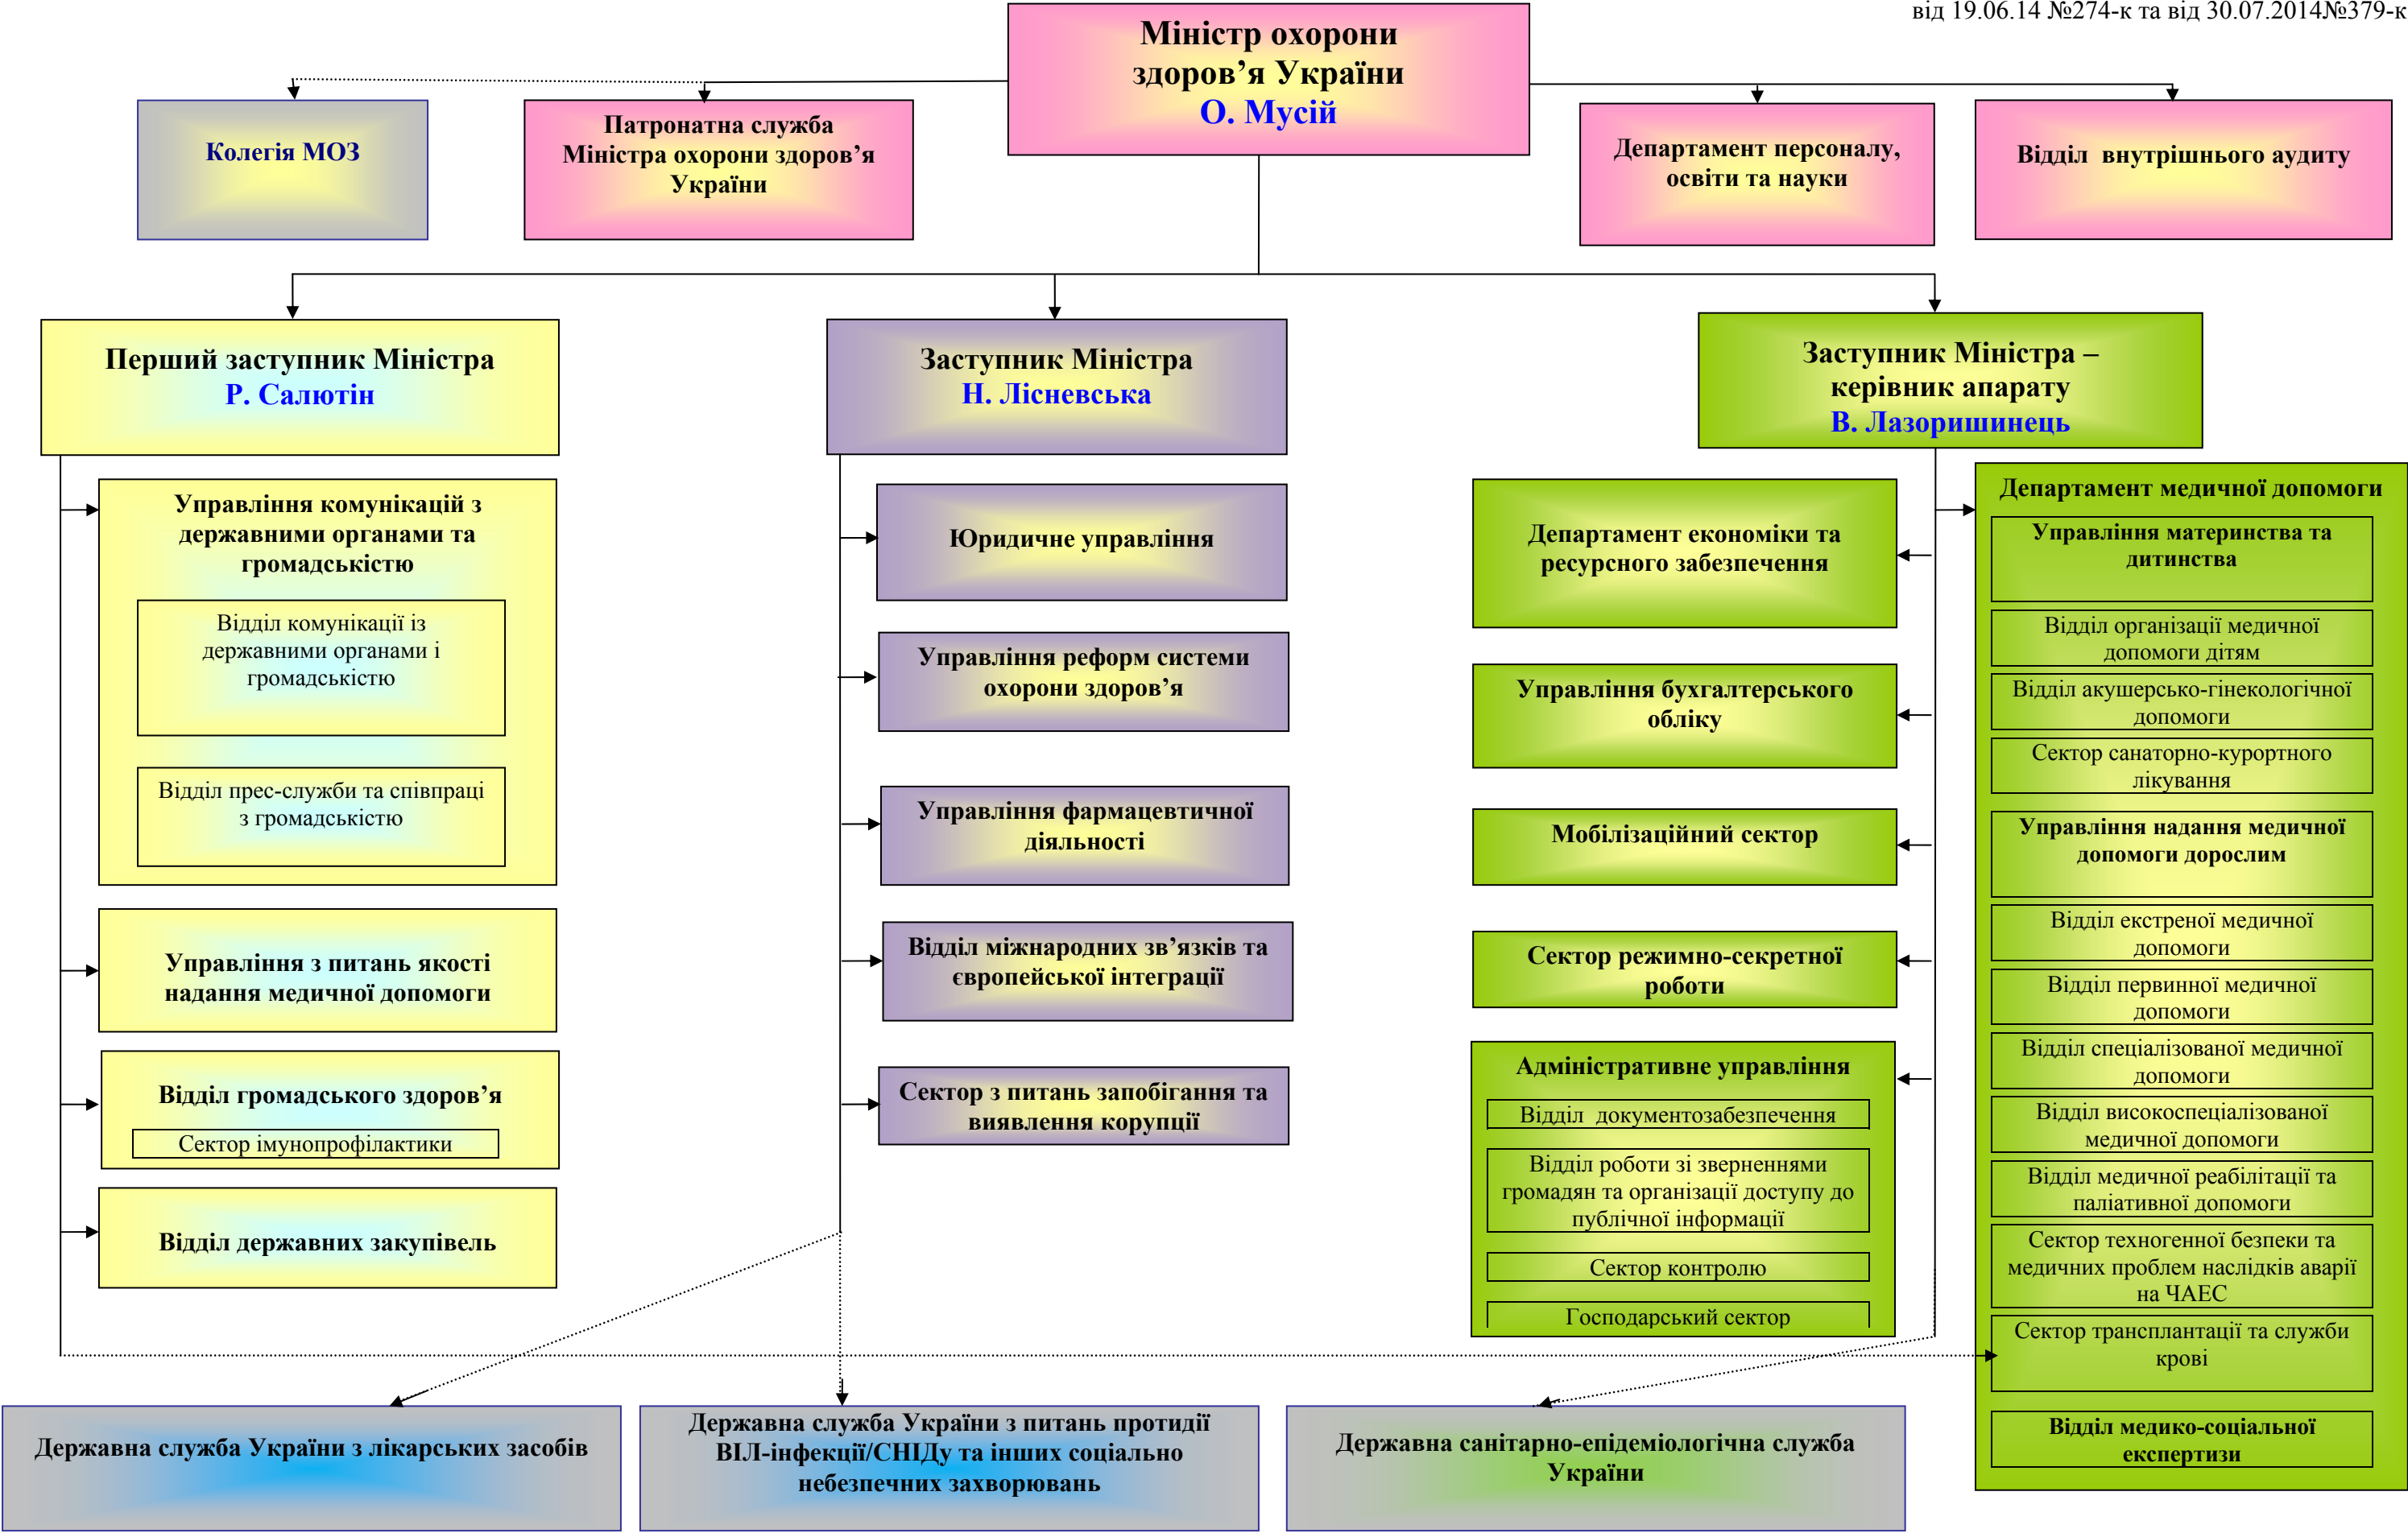 від 19.06.14 №274-к та від 30.07.2014№379-к
Міністр охорони
здоров’я України
О. Мусій
Колегія МОЗ
Патронатна служба
Міністра охорони здоров’я
України
Департамент персоналу,
освіти та науки
Відділ внутрішнього аудиту
Перший заступник Міністра
Р. Салютін
Заступник Міністра
Н. Лісневська
Заступник Міністра –
керівник апарату
В. Лазоришинець
Управління комунікацій з
державними органами та
громадськістю
Відділ комунікації із
державними органами і
громадськістю
Відділ прес-служби та співпраці
з громадськістю
Управління з питань якості
надання медичної допомоги
Відділ громадського здоров’я
Сектор імунопрофілактики
Відділ державних закупівель
Юридичне управління
Управління реформ системи
охорони здоров’я
Управління фармацевтичної
діяльності
Відділ міжнародних зв’язків та
європейської інтеграції
Сектор з питань запобігання та
виявлення корупції
Департамент економіки та
ресурсного забезпечення
Управління бухгалтерського
обліку
Мобілізаційний сектор
Сектор режимно-секретної
роботи
Адміністративне управління
Відділ документозабезпечення
Відділ роботи зі зверненнями
громадян та організації доступу до
публічної інформації
Сектор контролю
Господарський сектор
Департамент медичної допомоги
Управління материнства та
дитинства
Відділ організації медичної
допомоги дітям
Відділ акушерсько-гінекологічної
допомоги
Сектор санаторно-курортного
лікування
Управління надання медичної
допомоги дорослим
Відділ екстреної медичної
допомоги
Відділ первинної медичної
допомоги
Відділ спеціалізованої медичної
допомоги
Відділ високоспеціалізованої
медичної допомоги
Відділ медичної реабілітації та
паліативної допомоги
Сектор техногенної безпеки та
медичних проблем наслідків аварії
на ЧАЕС
Сектор трансплантації та служби
крові
Відділ медико-соціальної
експертизи
Державна служба України з лікарських засобів
Державна служба України з питань протидії
ВІЛ-інфекції/СНІДу та інших соціально
небезпечних захворювань
Державна санітарно-епідеміологічна служба
України